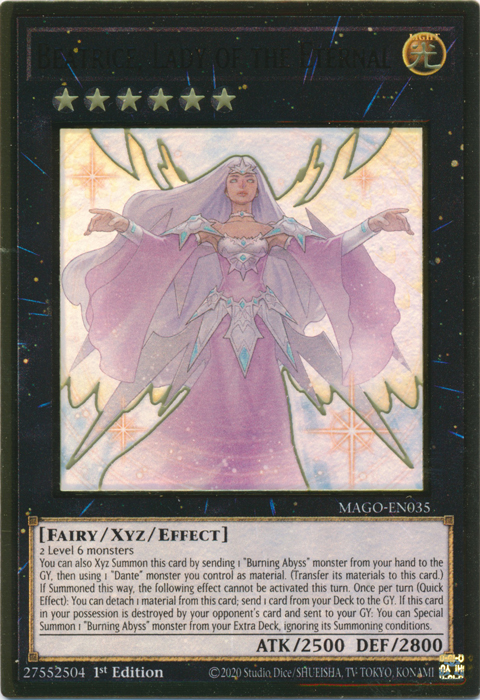 BEATRICE, LADY OF THE ETERNAL
LIGHT
光
MAGO-EN035
[FAIRY/XYZ/EFFECT]
2 Level 6 monsters
You can also Xyz Summon this card by sending 1 "Burning Abyss" monster from your hand to the
GY, then using 1 "Dante" monster you control as material. (Transfer its materials to this card.)
If Summoned this way, the following effect cannot be activated this turn. Once per turn (Quick
Effect): You can detach 1 material from this card; send 1 card from your Deck to the GY. If this card
in your possession is destroyed by your opponent's card and sent to your GY: You can Special
Summon 1 "Burning Abyss" monster from your Extra Deck, ignoring its Summoning conditions.
ATK/2500 DEF/2800
27552504 1st Edition ©2020 Studio Dice/SHUEISHA, TV TOKYO, KONAMI